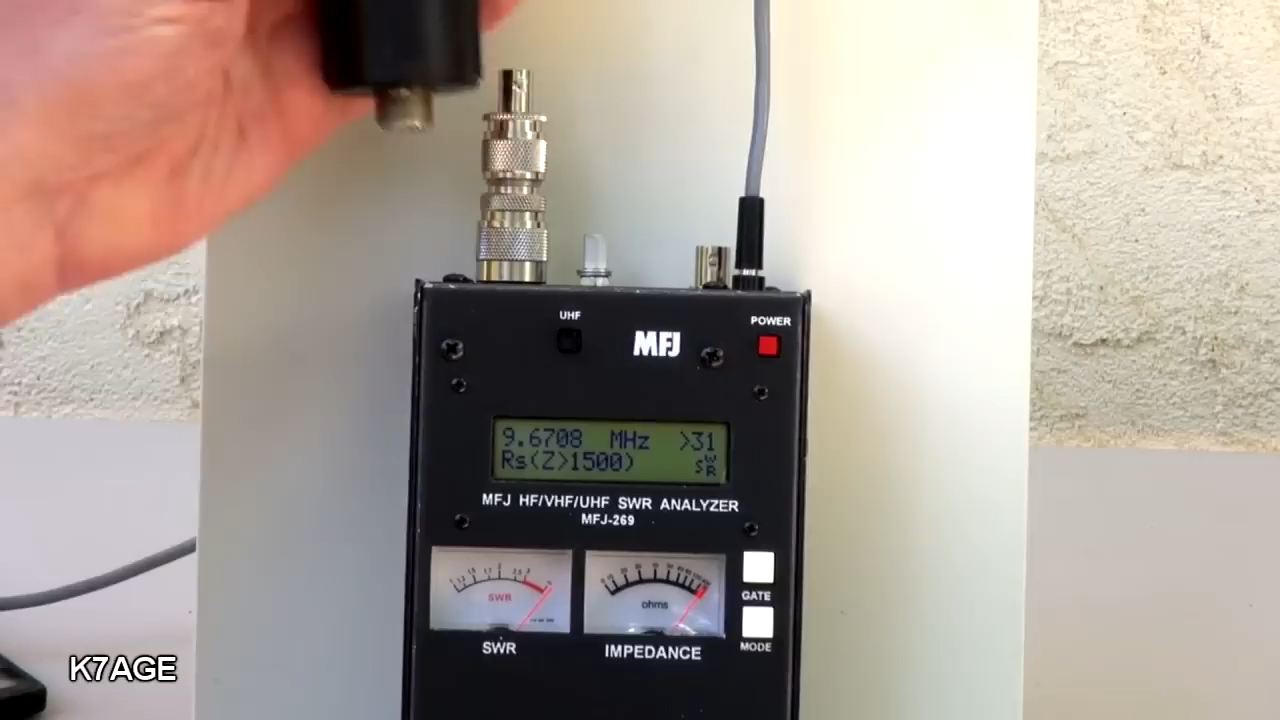 UHF
MFJ
POWER
9.6708 MHz >31
Rs(Z>1500) SWR
MFJ HF/VHF/UHF SWR ANALYZER
MFJ-269
SWR
ohms
GATE
SWR
IMPEDANCE
MODE
K7AGE